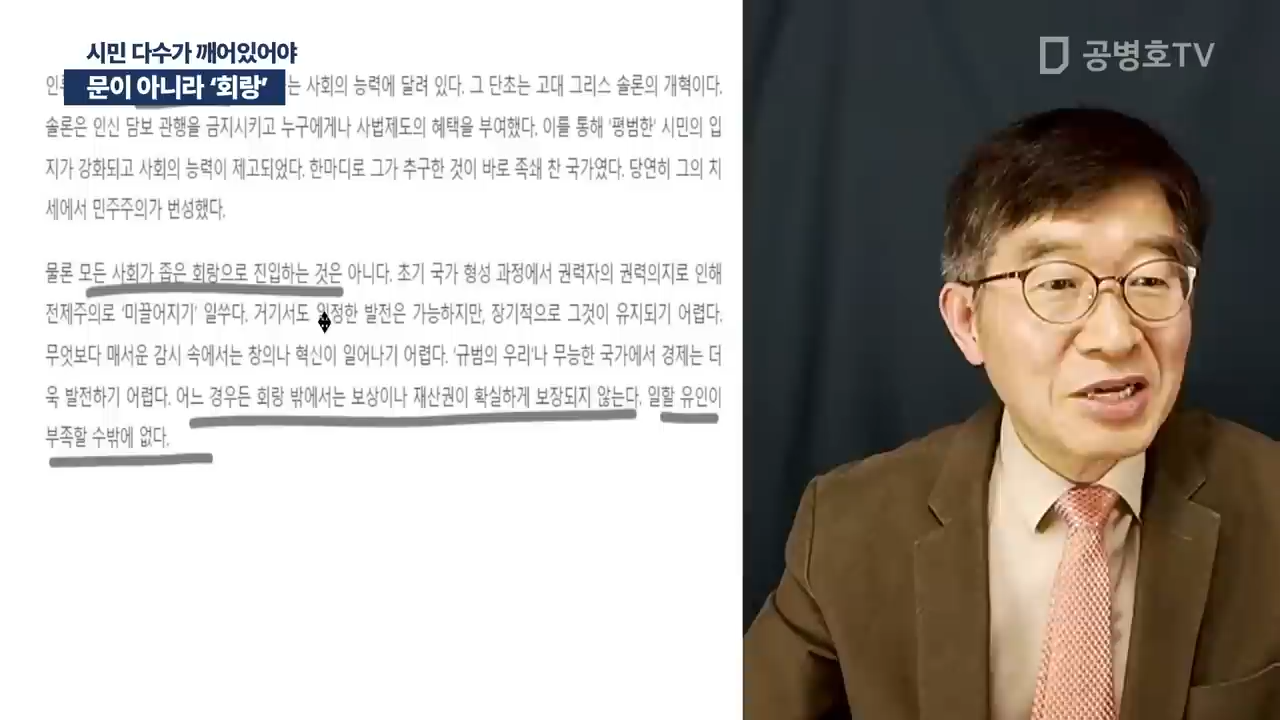 시민 다수가 깨어있어야
문이 아니라 ‘회랑’
공병호TV
는 사회의 능력에 달려 있다. 그 단초는 고대 그리스 솔론의 개혁이다.
솔론은 인신 담보 관행을 금지시키고 누구에게나 사법제도의 혜택을 부여했다. 이를 통해 ‘평범한’ 시민의 입
지가 강화되고 사회의 능력이 제고되었다. 한마디로 그가 추구한 것이 바로 족쇄 찬 국가였다. 당연히 그의 치
세에서 민주주의가 번성했다.
물론 모든 사회가 좁은 회랑으로 진입하는 것은 아니다. 초기 국가 형성 과정에서 권력자의 권력의지로 인해
전제주의로 ‘미끌어지기’ 일쑤다. 거기서도 일정한 발전은 가능하지만, 장기적으로 그것이 유지되기 어렵다.
무엇보다 매서운 감시 속에서는 창의나 혁신이 일어나기 어렵다. ‘규범의 우리’나 무능한 국가에서 경제는 더
욱 발전하기 어렵다. 어느 경우든 회랑 밖에서는 보상이나 재산권이 확실하게 보장되지 않는다. 일할 유인이
부족할 수밖에 없다.